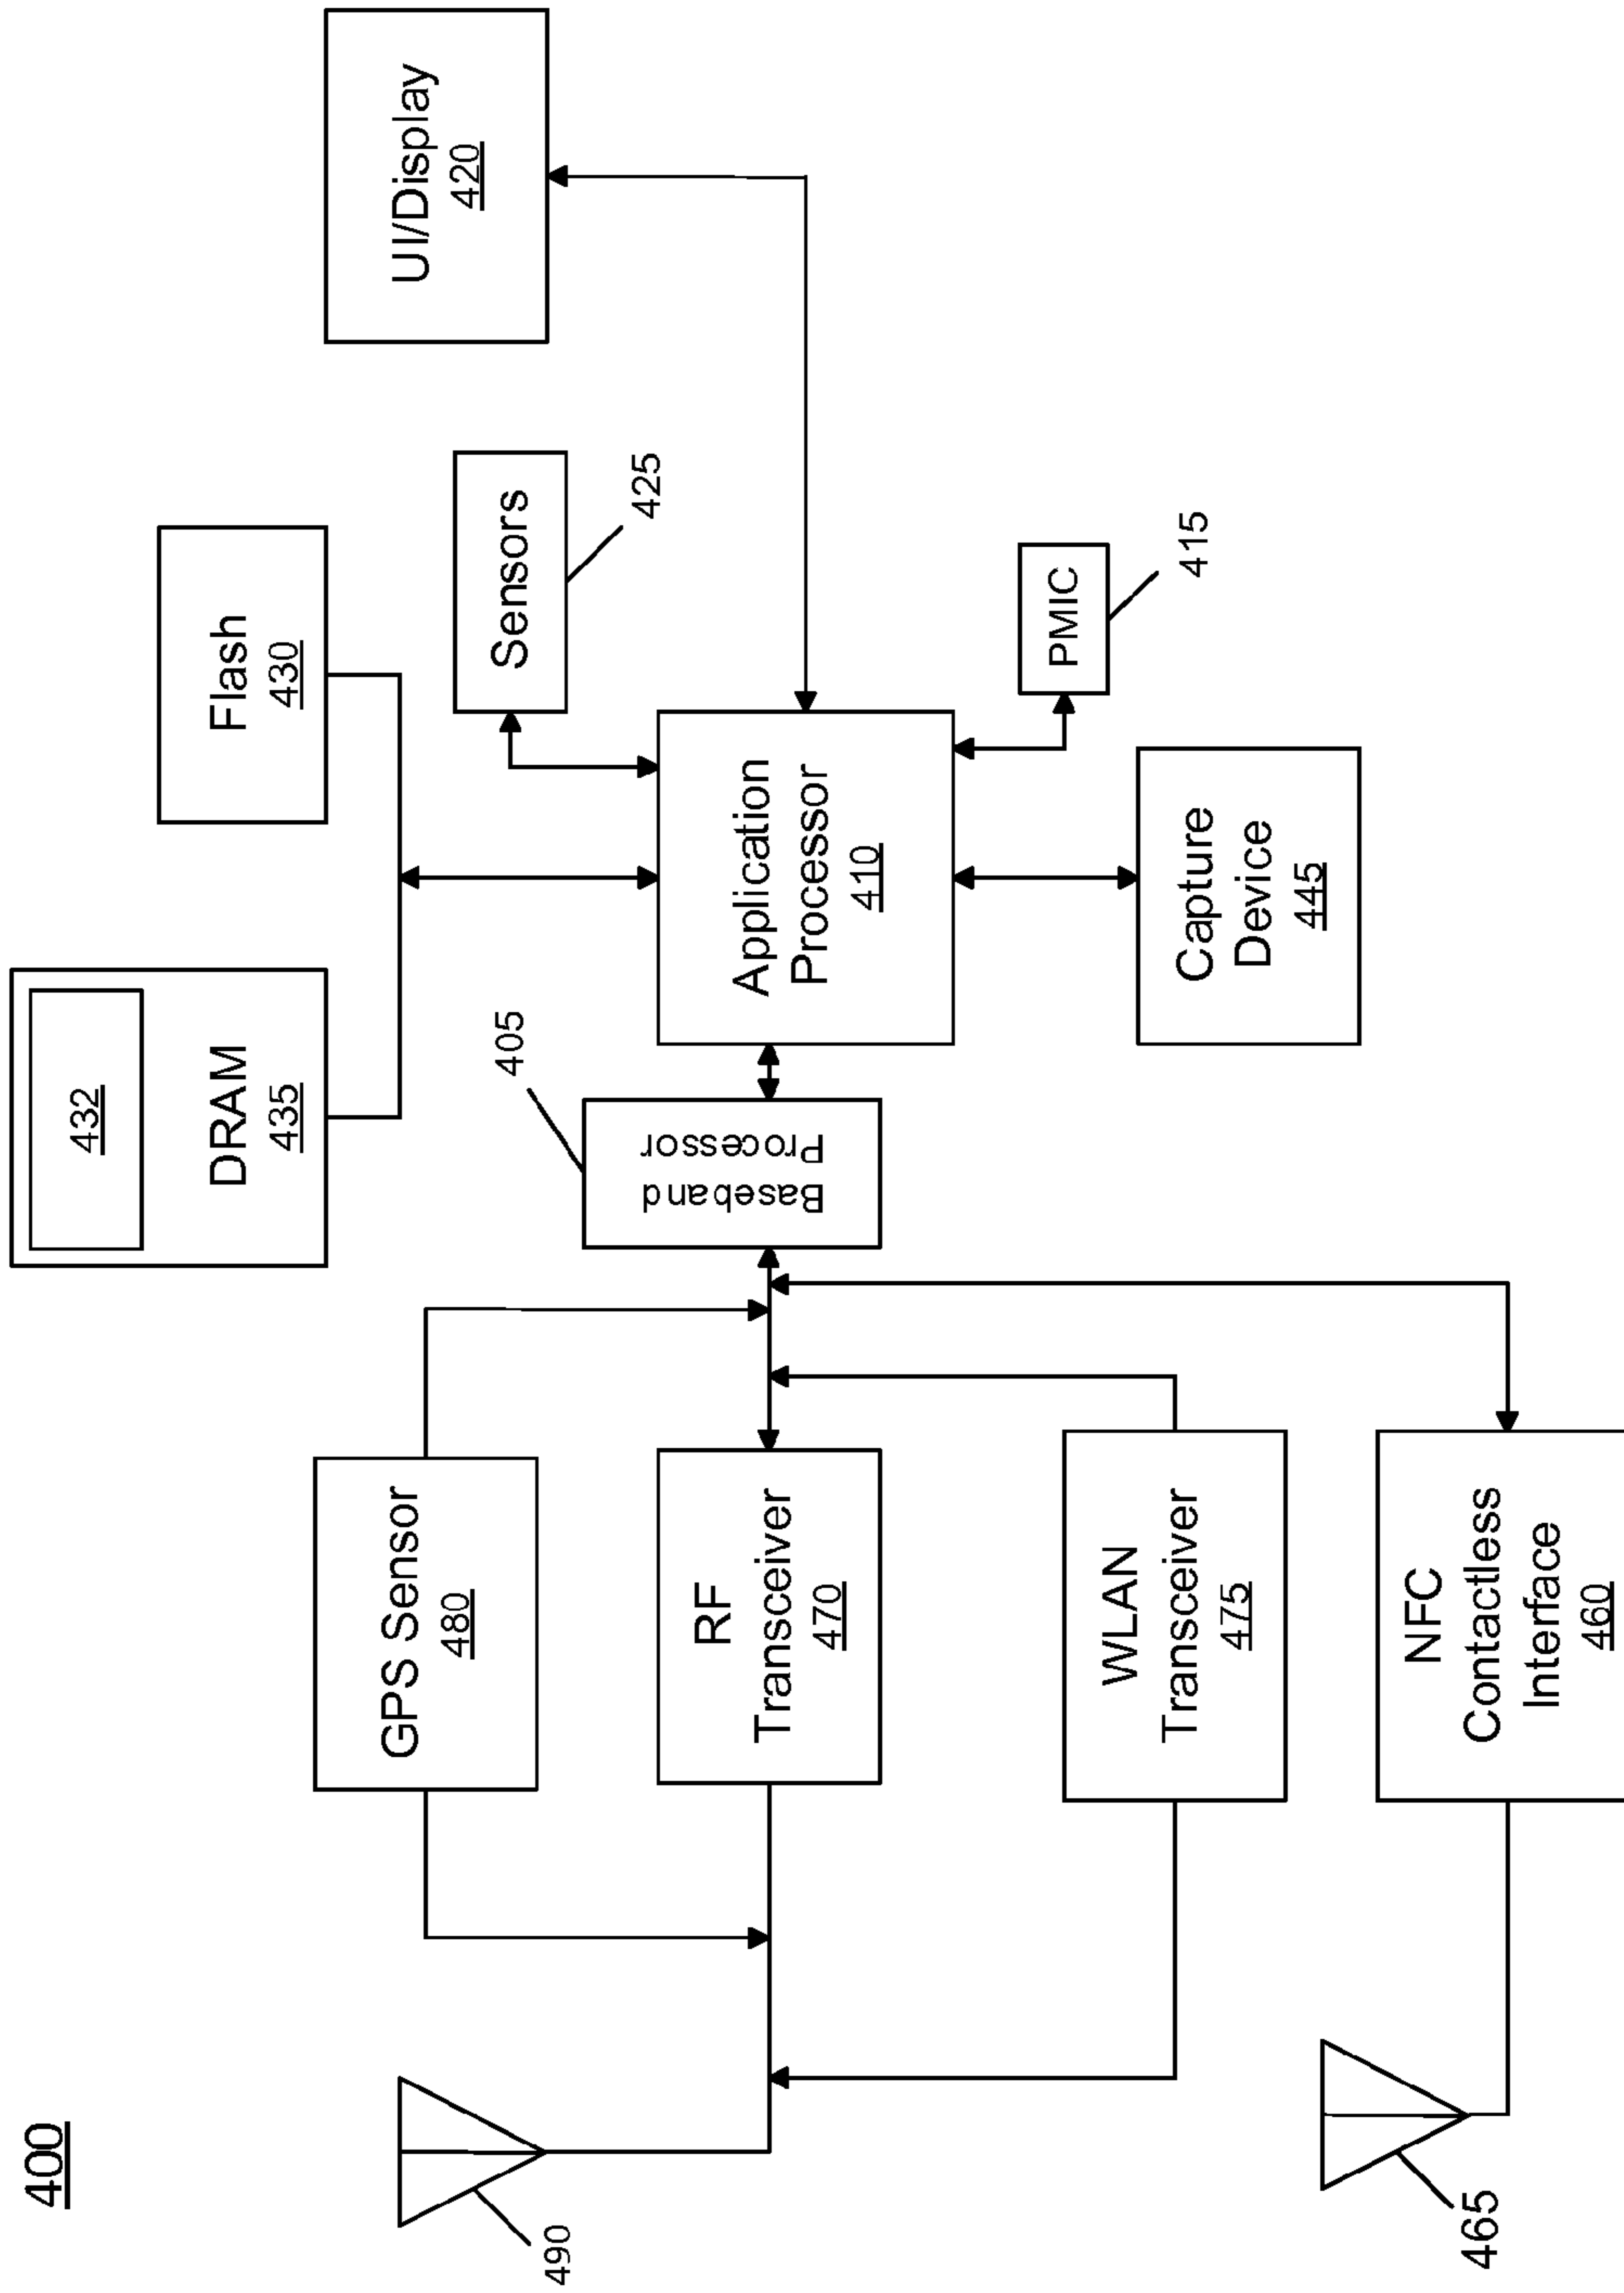 400
432
DRAM
435
Flash
430
UI/Display
420
Sensors
425
405
Baseband
Processor
Application
Processor
410
PMIC
415
Capture
Device
445
GPS Sensor
480
RF
Transceiver
470
WLAN
Transceiver
475
NFC
Contactless
Interface
460
490
465